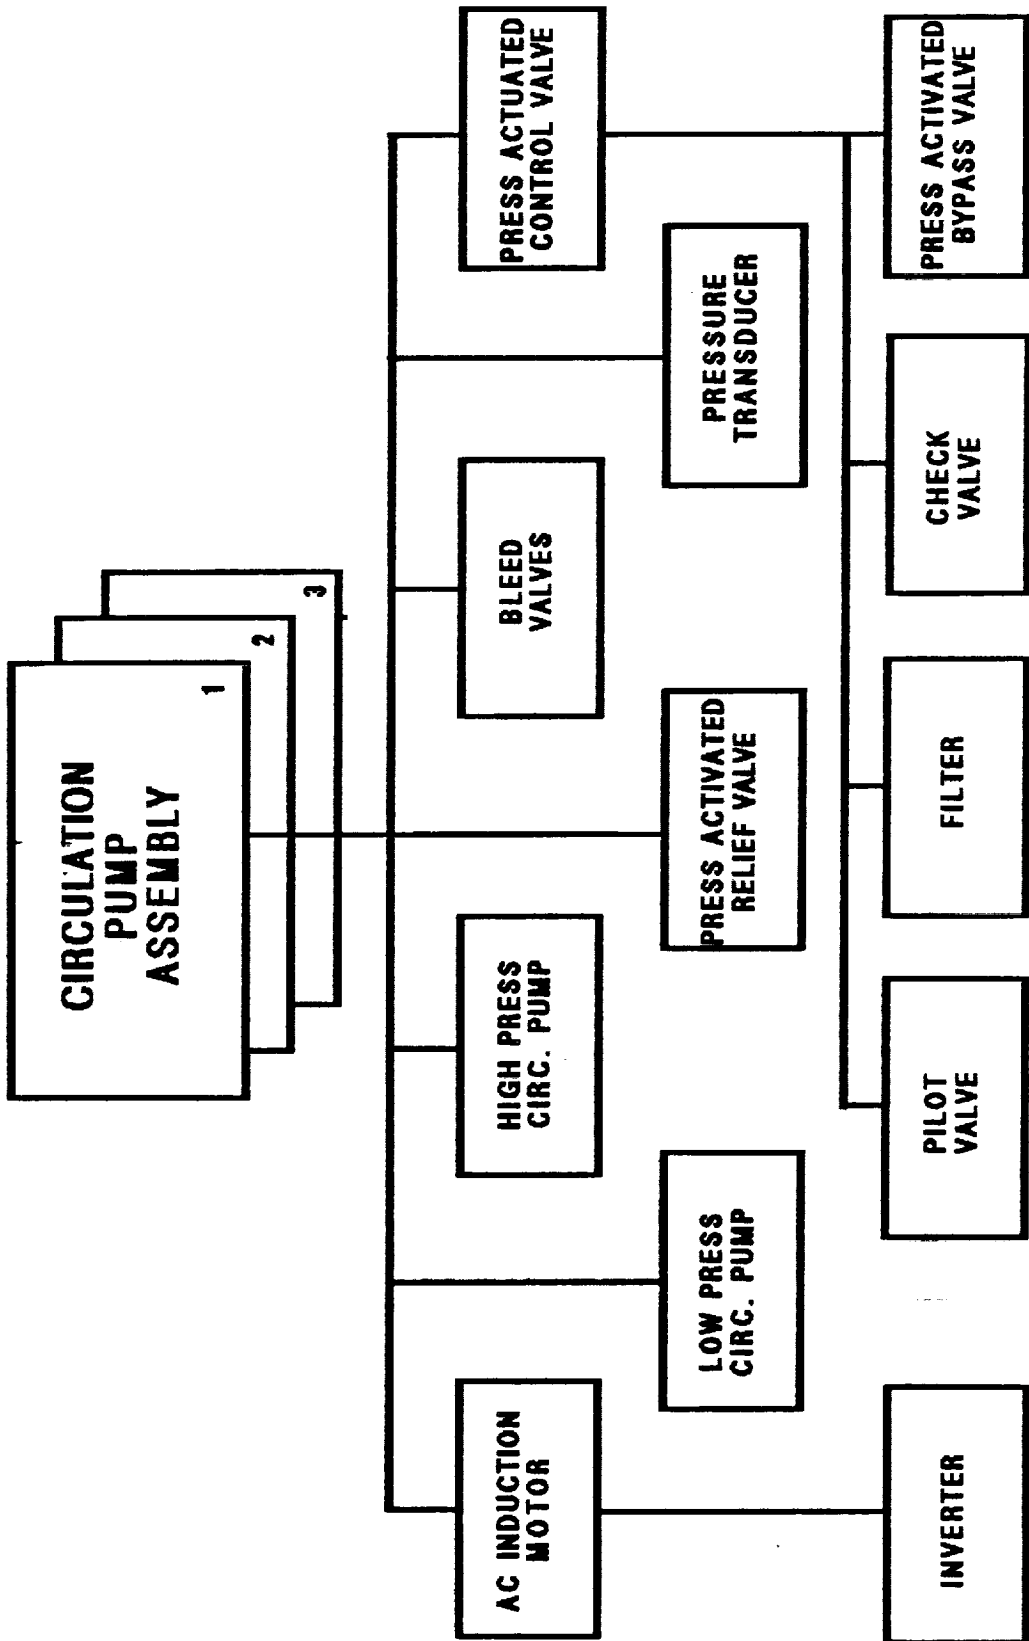 CIRCULATION
PUMP
ASSEMBLY
1
2
3
AC INDUCTION
MOTOR
HIGH PRESS
CIRC. PUMP
BLEED
VALVES
PRESS ACTUATED
CONTROL VALVE
LOW PRESS
CIRC. PUMP
PRESS ACTIVATED
RELIEF VALVE
PRESSURE
TRANSDUCER
INVERTER
PILOT
VALVE
FILTER
CHECK
VALVE
PRESS ACTIVATED
BYPASS VALVE